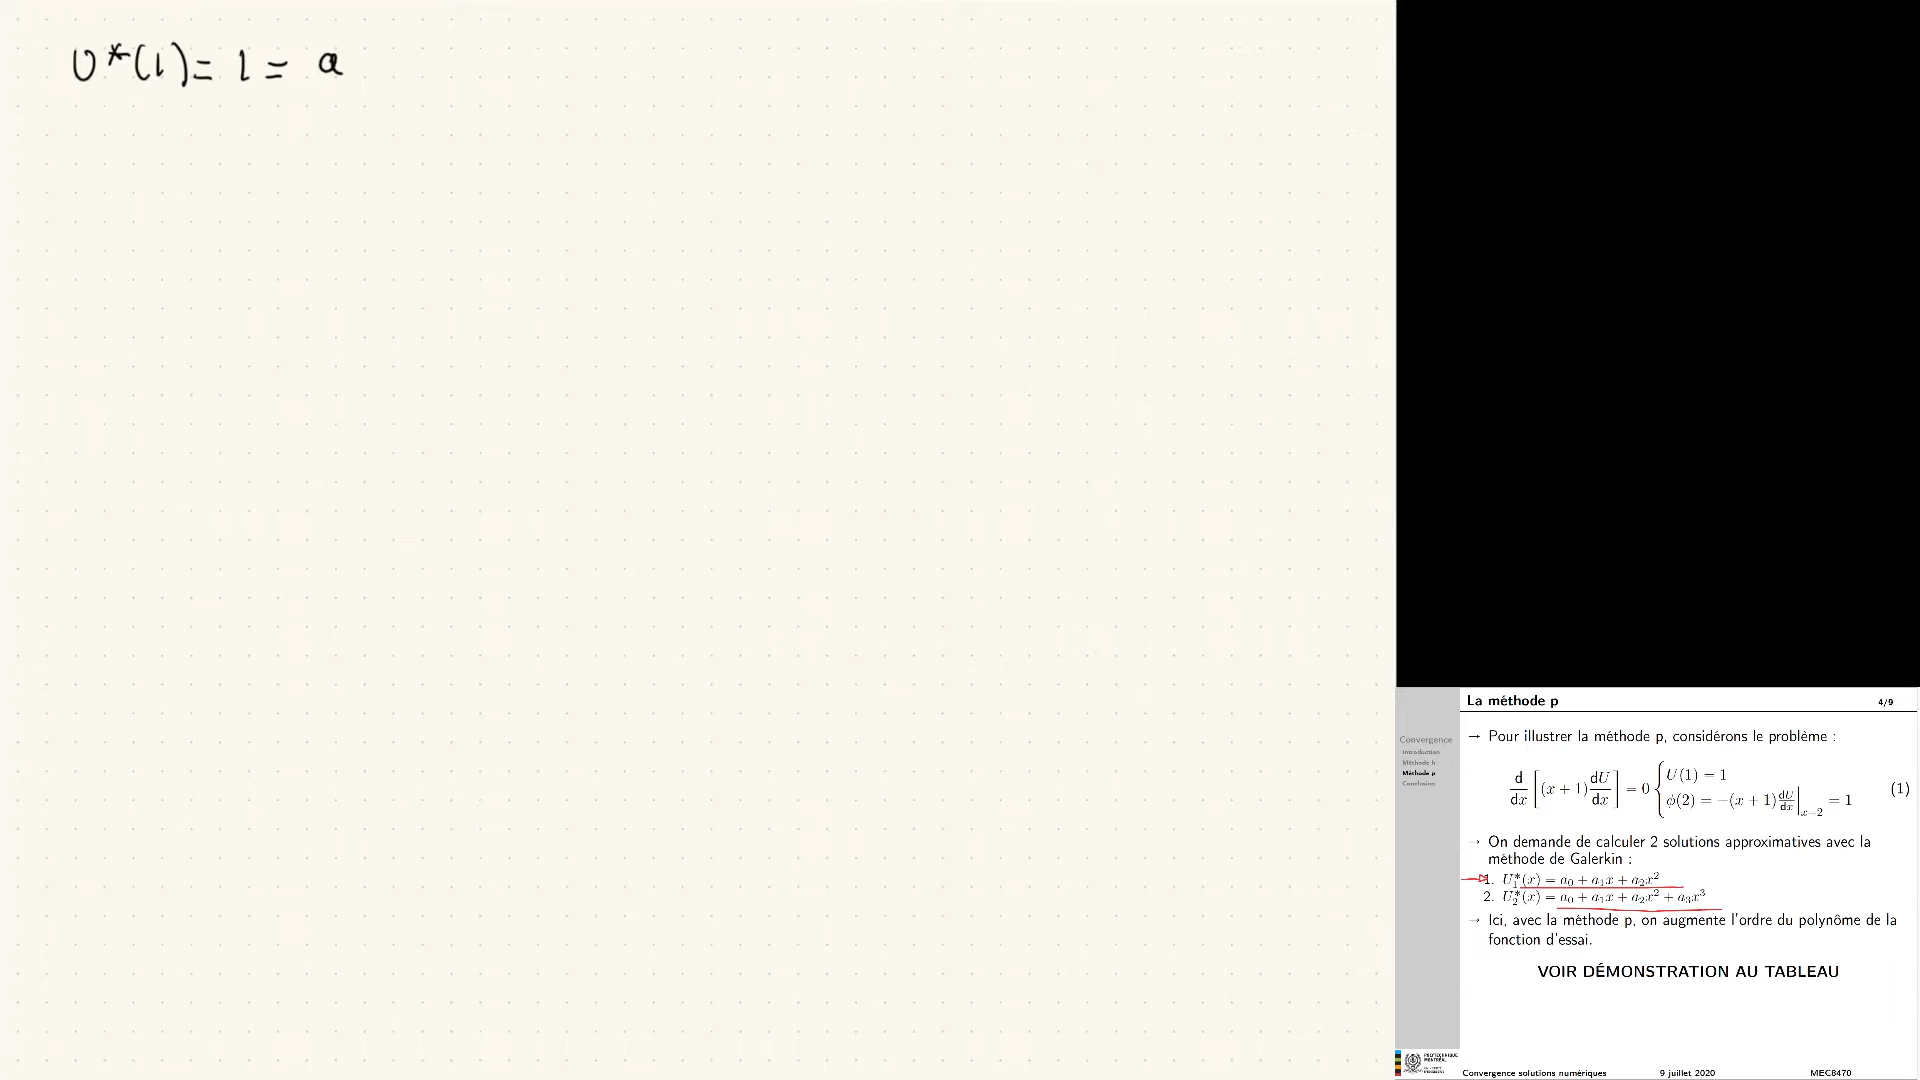 U*(1) = 1 = a
La méthode p 4/9
Convergence
Introduction
Méthode h
Méthode p
Conclusion
→ Pour illustrer la méthode p, considérons le problème :
d/dx [(x + 1) dU/dx] = 0 { U(1) = 1
ϕ(2) = −(x + 1) dU/dx |x=2 = 1 (1)
→ On demande de calculer 2 solutions approximatives avec la
méthode de Galerkin :
1. U₁*(x) = a₀ + a₁x + a₂x²
2. U₂*(x) = a₀ + a₁x + a₂x² + a₃x³
→ Ici, avec la méthode p, on augmente l'ordre du polynôme de la
fonction d'essai.
VOIR DÉMONSTRATION AU TABLEAU
POLYTECHNIQUE
MONTRÉAL
Convergence solutions numériques 9 juillet 2020 MEC8470